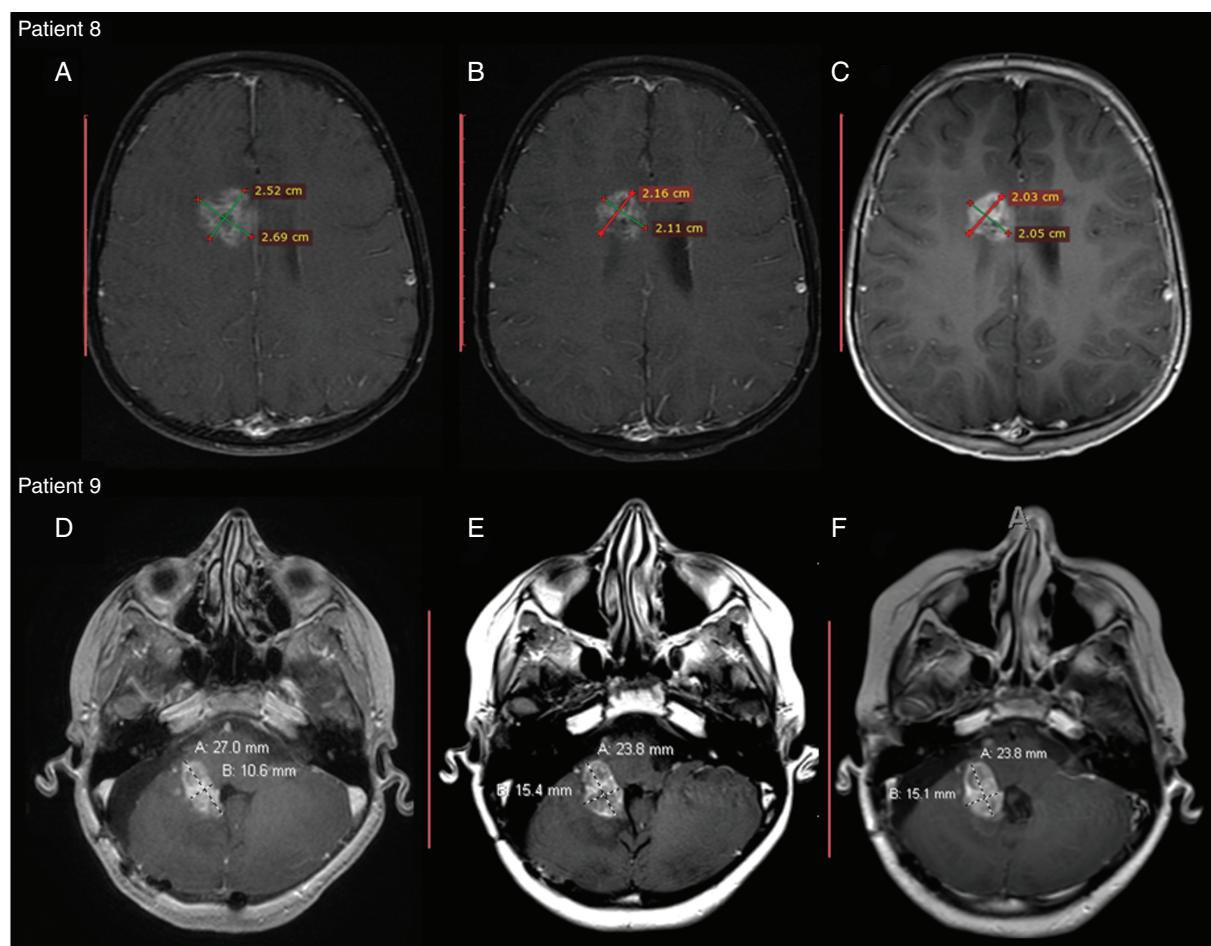 Patient 8
A
B
C
2.52 cm
2.69 cm
2.16 cm
2.11 cm
2.03 cm
2.05 cm
Patient 9
D
E
F
A
A: 27.0 mm
B: 10.6 mm
A: 23.8 mm
B: 15.4 mm
A: 23.8 mm
B: 15.1 mm